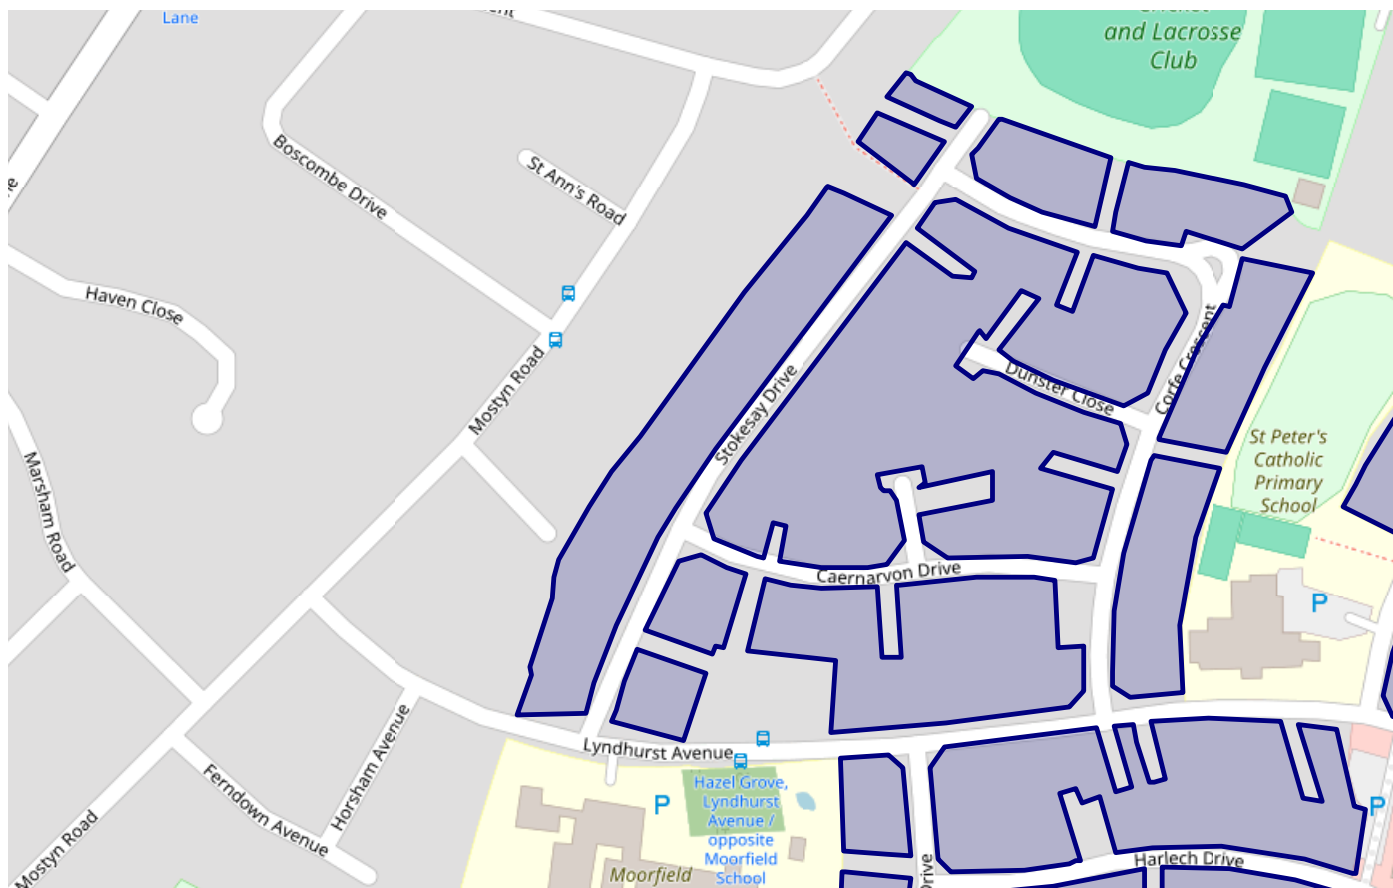 Lane
and Lacrosse
Club
Boscombe Drive
St Ann's Road
Haven Close
Mostyn Road
Stokesay Drive
Dunster Close
Corfe Crescent
Marsham Road
St Peter's
Catholic
Primary
School
Caernarvon Drive
P
Lyndhurst Avenue
Horsham Avenue
Ferndown Avenue
Mostyn Road
P
Hazel Grove,
Lyndhurst
Avenue /
opposite
Moorfield
School
Moorfield
P
Harlech Drive
Drive